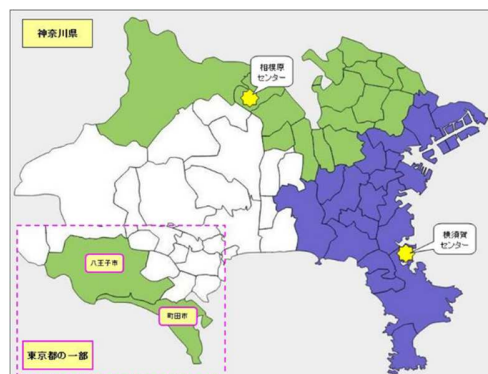 神奈川県
相模原
センター
横須賀
センター
八王子市
町田市
東京都の一部